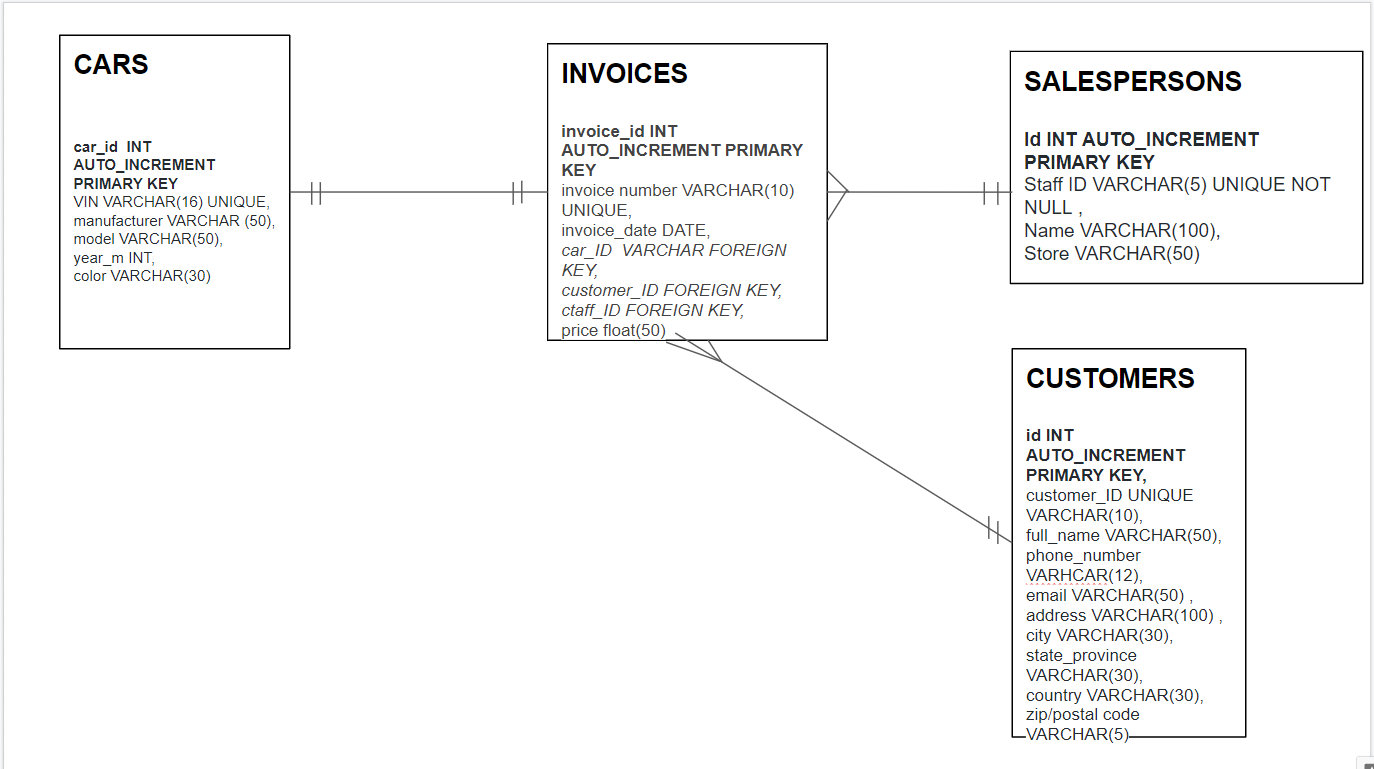 CARS
car_id  INT
AUTO_INCREMENT
PRIMARY KEY
VIN VARCHAR(16) UNIQUE,
manufacturer VARCHAR (50),
model VARCHAR(50),
year_m INT,
color VARCHAR(30)
INVOICES
invoice_id INT
AUTO_INCREMENT PRIMARY
KEY
invoice number VARCHAR(10)
UNIQUE,
invoice_date DATE,
car_ID  VARCHAR FOREIGN
KEY,
customer_ID FOREIGN KEY,
ctaff_ID FOREIGN KEY,
price float(50)
SALESPERSONS
Id INT AUTO_INCREMENT
PRIMARY KEY
Staff ID VARCHAR(5) UNIQUE NOT
NULL ,
Name VARCHAR(100),
Store VARCHAR(50)
CUSTOMERS
id INT
AUTO_INCREMENT
PRIMARY KEY,
customer_ID UNIQUE
VARCHAR(10),
full_name VARCHAR(50),
phone_number
VARHCAR(12),
email VARCHAR(50) ,
address VARCHAR(100) ,
city VARCHAR(30),
state_province
VARCHAR(30),
country VARCHAR(30),
zip/postal code
VARCHAR(5)